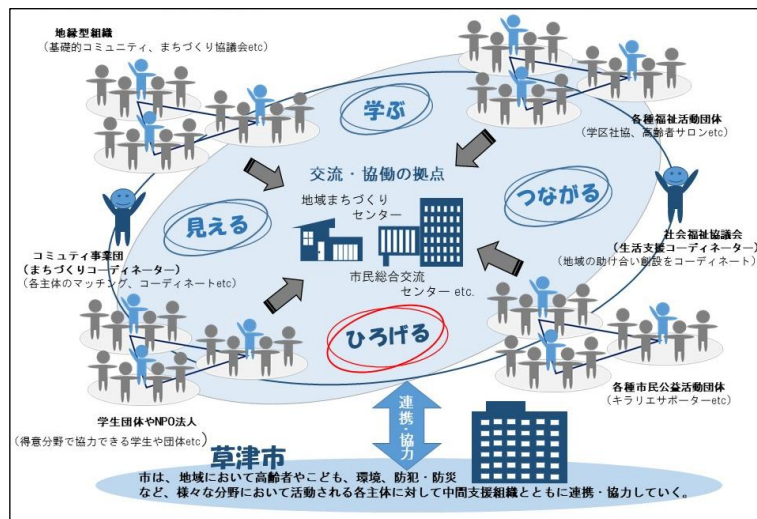 地縁型組織
(基礎的コミュニティ、まちづくり協議会etc)
学ぶ
各種福祉活動団体
(学区社協、高齢者サロンetc)
交流・協働の拠点
地域まちづくり
センター
つながる
見える
市民総合交流
センター etc.
コミュティ事業団
(まちづくりコーディネーター)
(各主体のマッチング、コーディネートetc)
社会福祉協議会
(生活支援コーディネーター)
(地域の助け合い創設をコーディネート)
ひろげる
学生団体やNPO法人
(得意分野で協力できる学生や団体etc)
各種市民公益活動団体
(キラリエサポーターetc)
連携・協力
草津市
市は、地域において高齢者やこども、環境、防犯・防災
など、様々な分野において活動される各主体に対して中間支援組織とともに連携・協力していく。